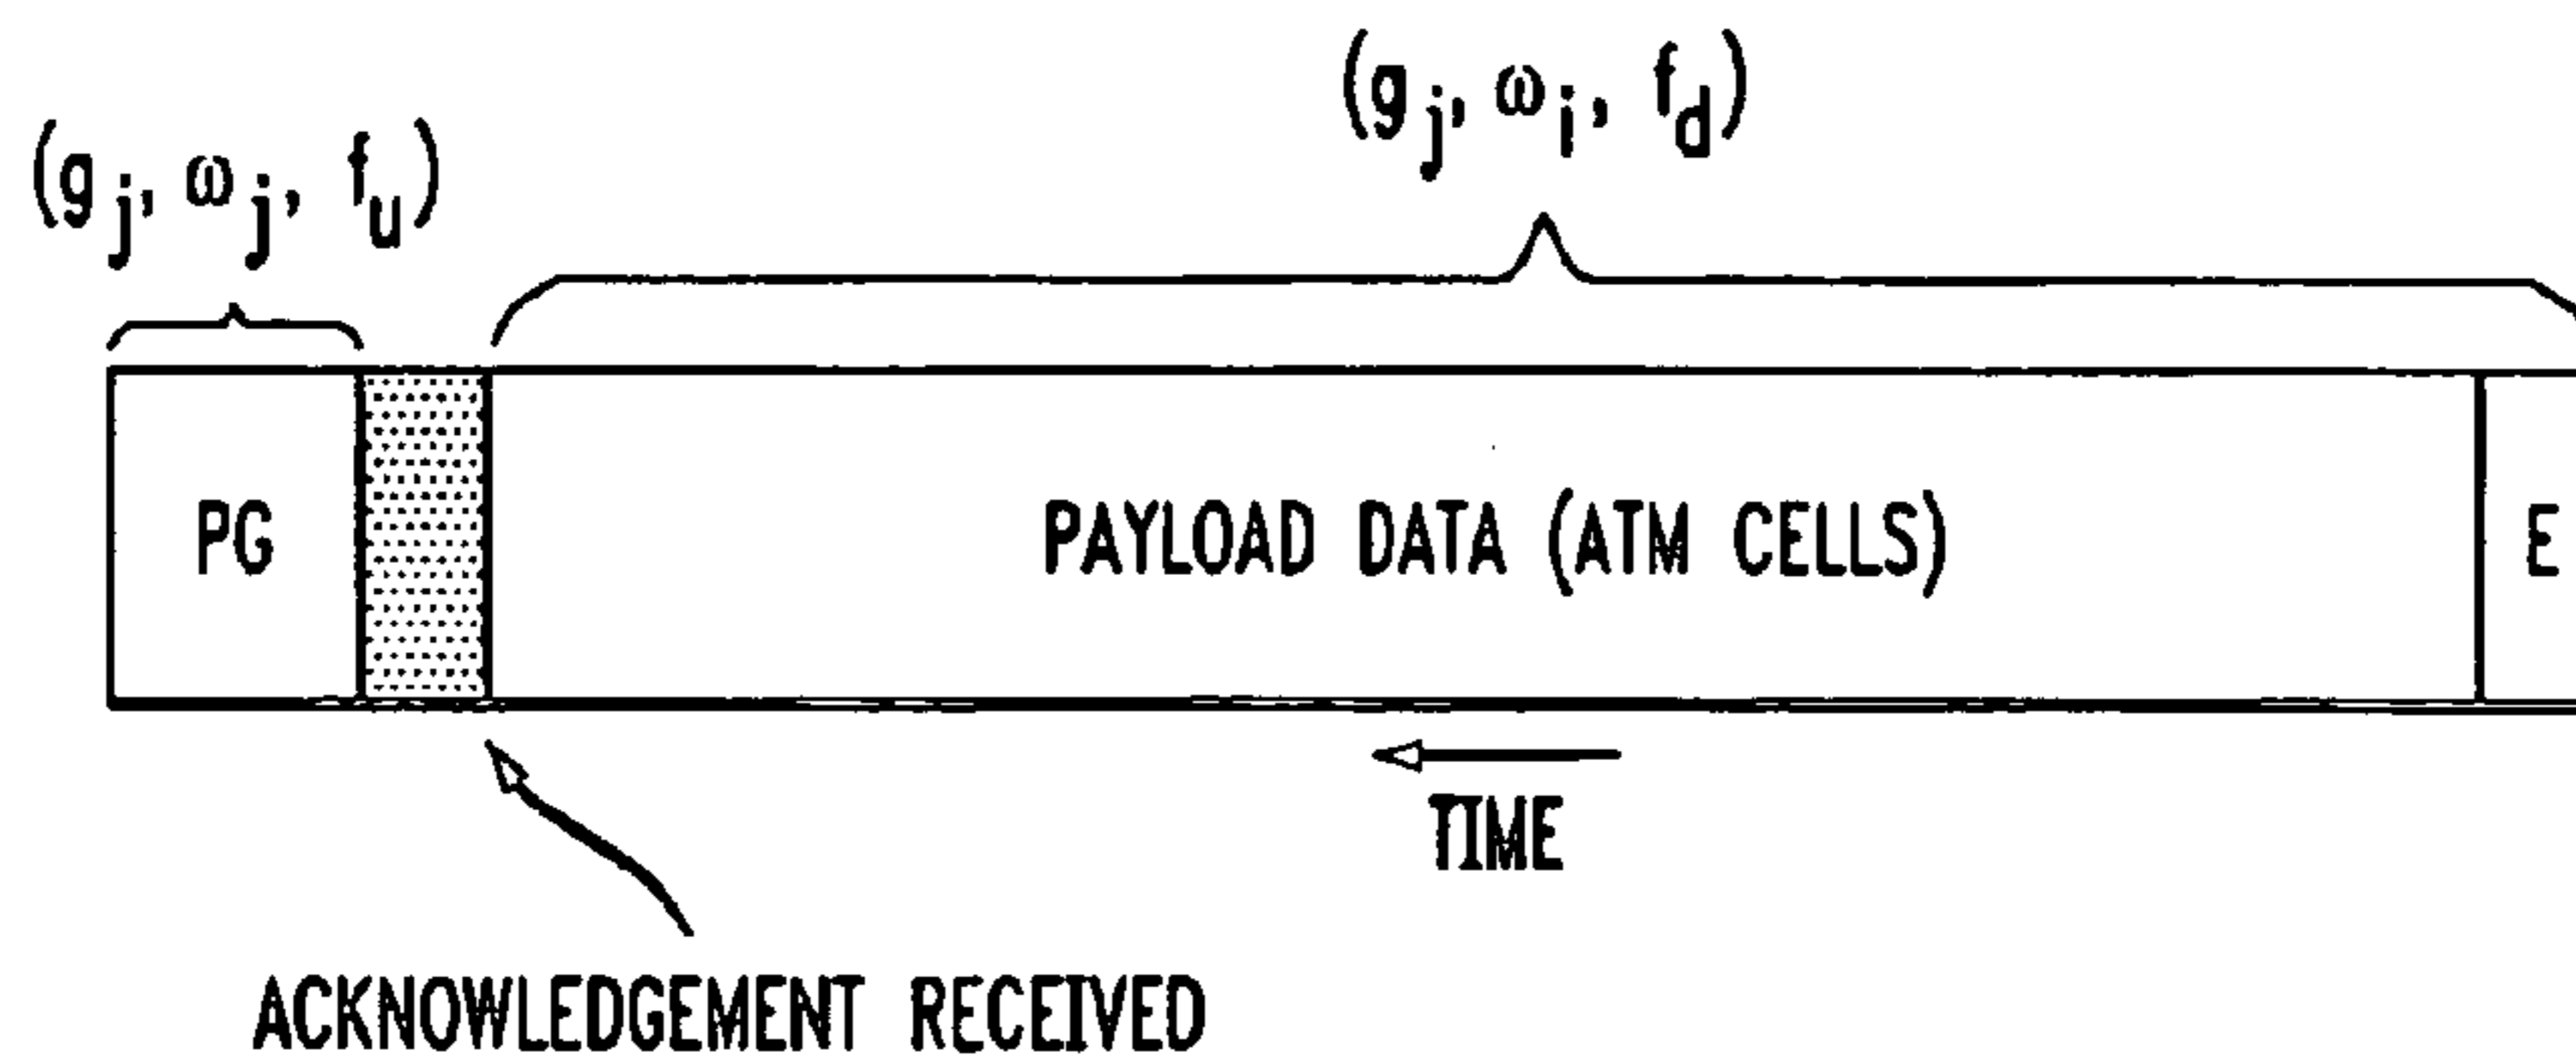 (g_j, ω_i, f_d)
(g_j, ω_j, f_u)
PG
PAYLOAD DATA (ATM CELLS)
E
TIME
ACKNOWLEDGEMENT RECEIVED